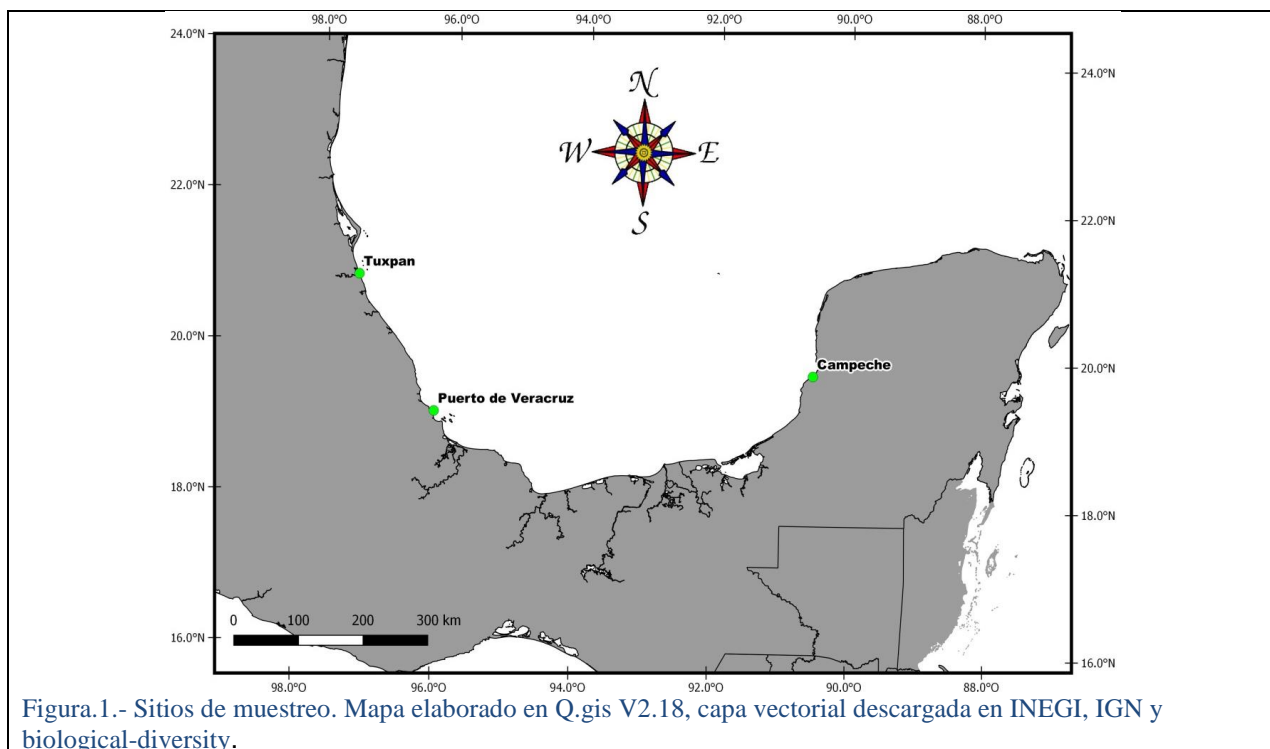 98.0°O 96.0°O 94.0°O 92.0°O 90.0°O 88.0°O
24.0°N
24.0°N
N
W E
S
22.0°N
22.0°N
Tuxpan
20.0°N
20.0°N
Campeche
Puerto de Veracruz
18.0°N
18.0°N
0 100 200 300 km
16.0°N
16.0°N
98.0°O 96.0°O 94.0°O 92.0°O 90.0°O 88.0°O
Figura.1.- Sitios de muestreo. Mapa elaborado en Q.gis V2.18, capa vectorial descargada en INEGI, IGN y
biological-diversity.